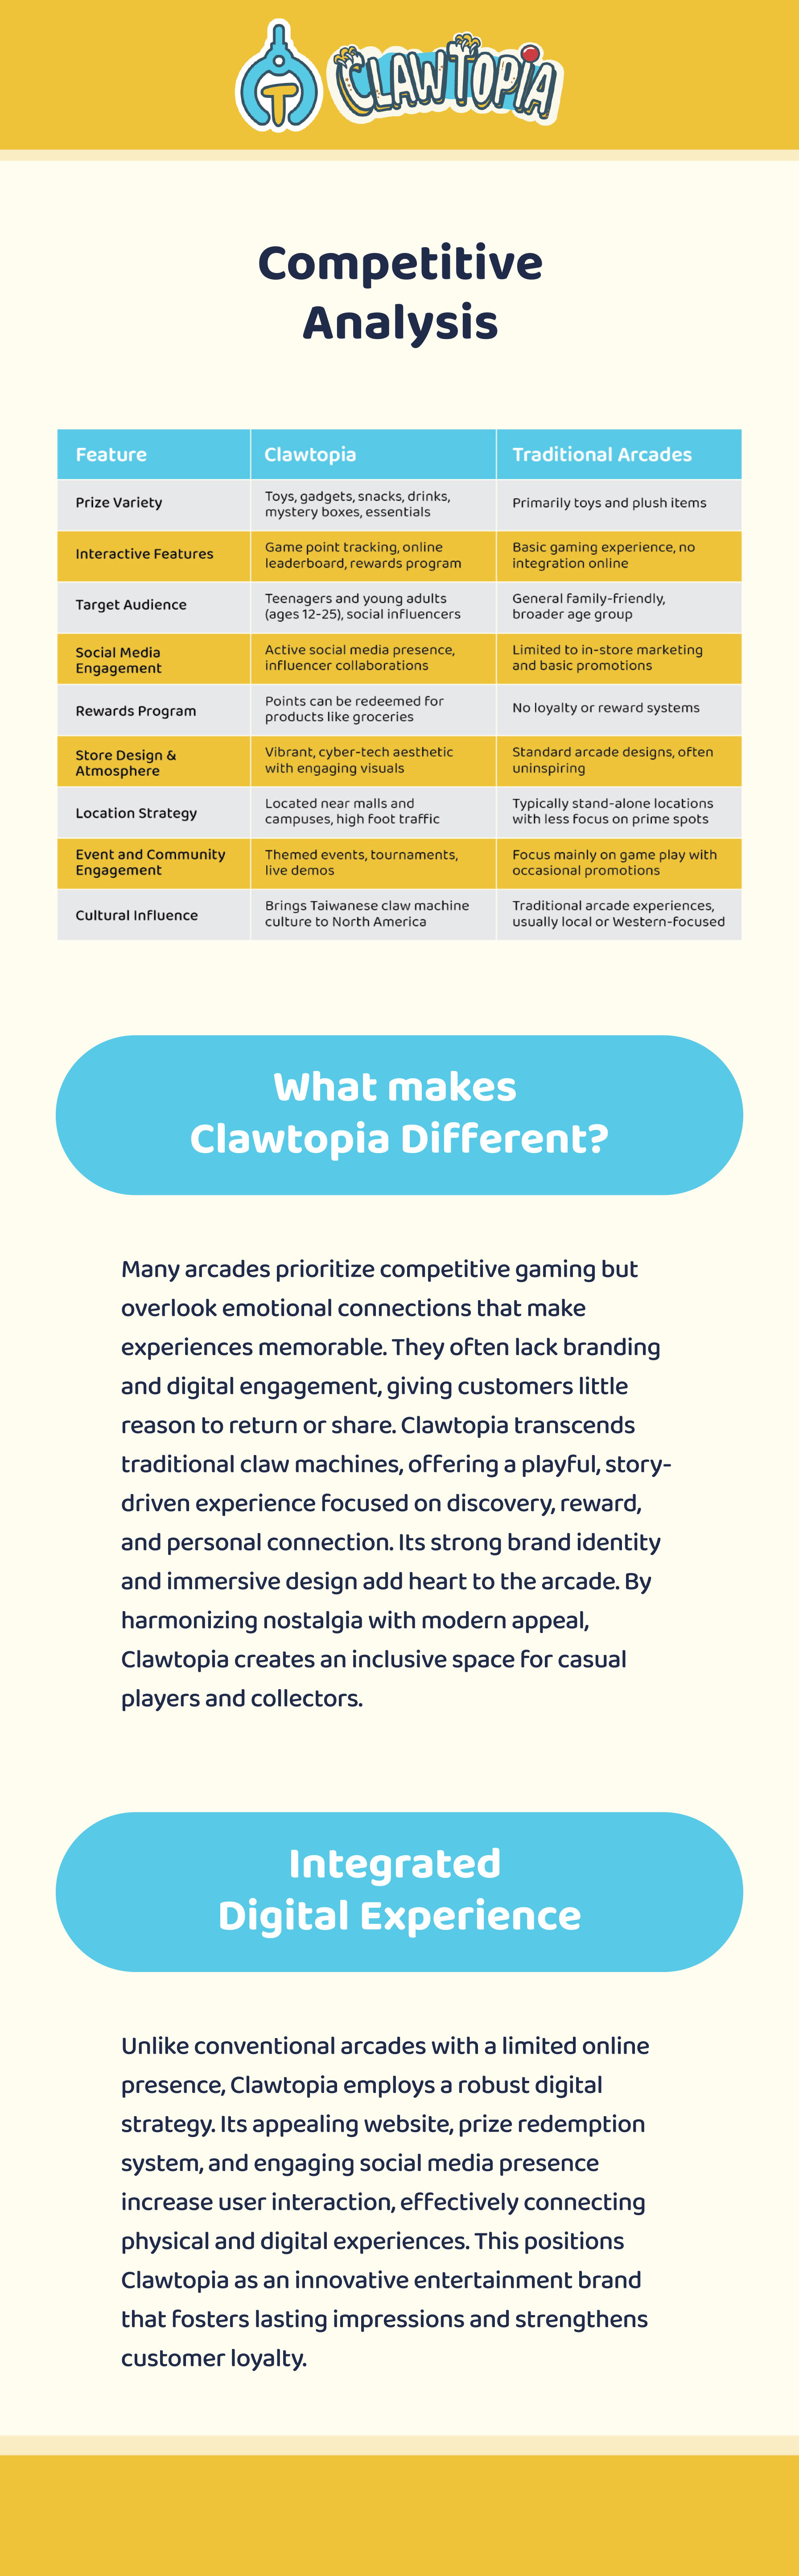 T
CLAWTOPIA
Competitive
Analysis
Feature
Clawtopia
Traditional Arcades
Prize Variety
Toys, gadgets, snacks, drinks,
mystery boxes, essentials
Primarily toys and plush items
Interactive Features
Game point tracking, online
leaderboard, rewards program
Basic gaming experience, no
integration online
Target Audience
Teenagers and young adults
(ages 12-25), social influencers
General family-friendly,
broader age group
Social Media
Engagement
Active social media presence,
influencer collaborations
Limited to in-store marketing
and basic promotions
Rewards Program
Points can be redeemed for
products like groceries
No loyalty or reward systems
Store Design &
Atmosphere
Vibrant, cyber-tech aesthetic
with engaging visuals
Standard arcade designs, often
uninspiring
Location Strategy
Located near malls and
campuses, high foot traffic
Typically stand-alone locations
with less focus on prime spots
Event and Community
Engagement
Themed events, tournaments,
live demos
Focus mainly on game play with
occasional promotions
Cultural Influence
Brings Taiwanese claw machine
culture to North America
Traditional arcade experiences,
usually local or Western-focused
What makes
Clawtopia Different?
Many arcades prioritize competitive gaming but
overlook emotional connections that make
experiences memorable. They often lack branding
and digital engagement, giving customers little
reason to return or share. Clawtopia transcends
traditional claw machines, offering a playful, story-
driven experience focused on discovery, reward,
and personal connection. Its strong brand identity
and immersive design add heart to the arcade. By
harmonizing nostalgia with modern appeal,
Clawtopia creates an inclusive space for casual
players and collectors.
Integrated
Digital Experience
Unlike conventional arcades with a limited online
presence, Clawtopia employs a robust digital
strategy. Its appealing website, prize redemption
system, and engaging social media presence
increase user interaction, effectively connecting
physical and digital experiences. This positions
Clawtopia as an innovative entertainment brand
that fosters lasting impressions and strengthens
customer loyalty.